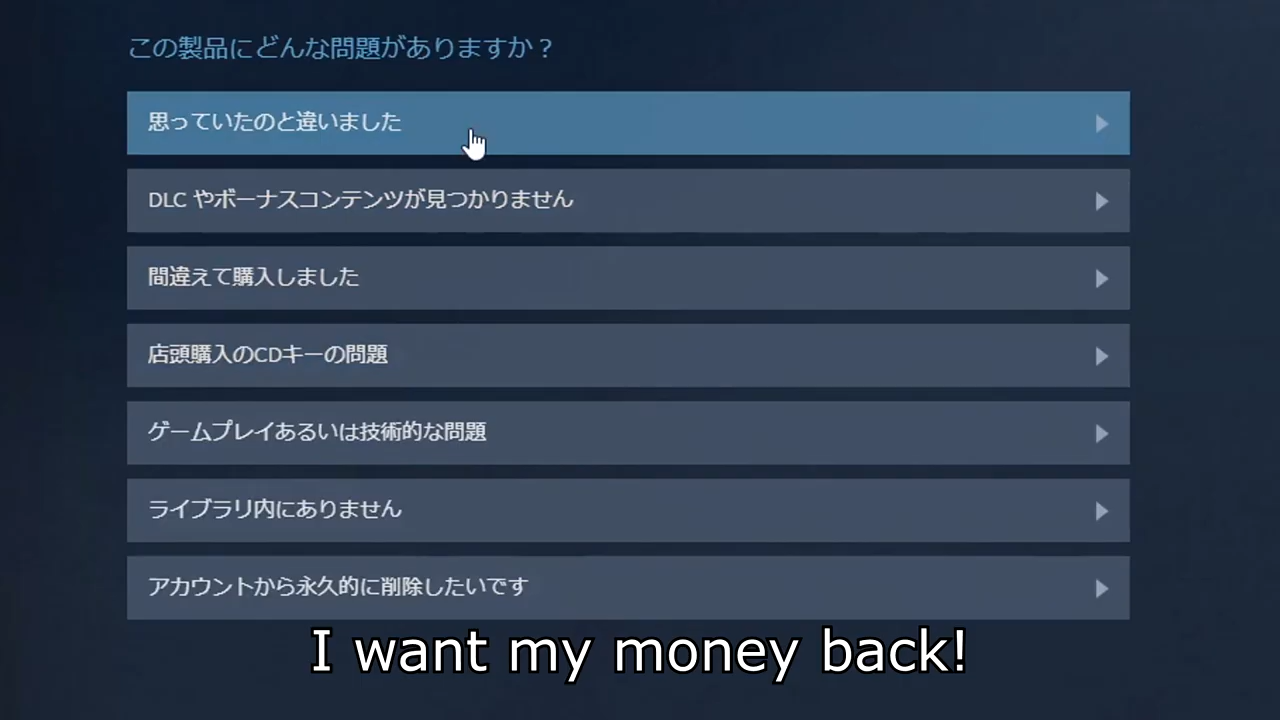 この製品にどんな問題がありますか？
思っていたのと違いました
DLC やボーナスコンテンツが見つかりません
間違えて購入しました
店頭購入のCDキーの問題
ゲームプレイあるいは技術的な問題
ライブラリ内にありません
アカウントから永久的に削除したいです
I want my money back!